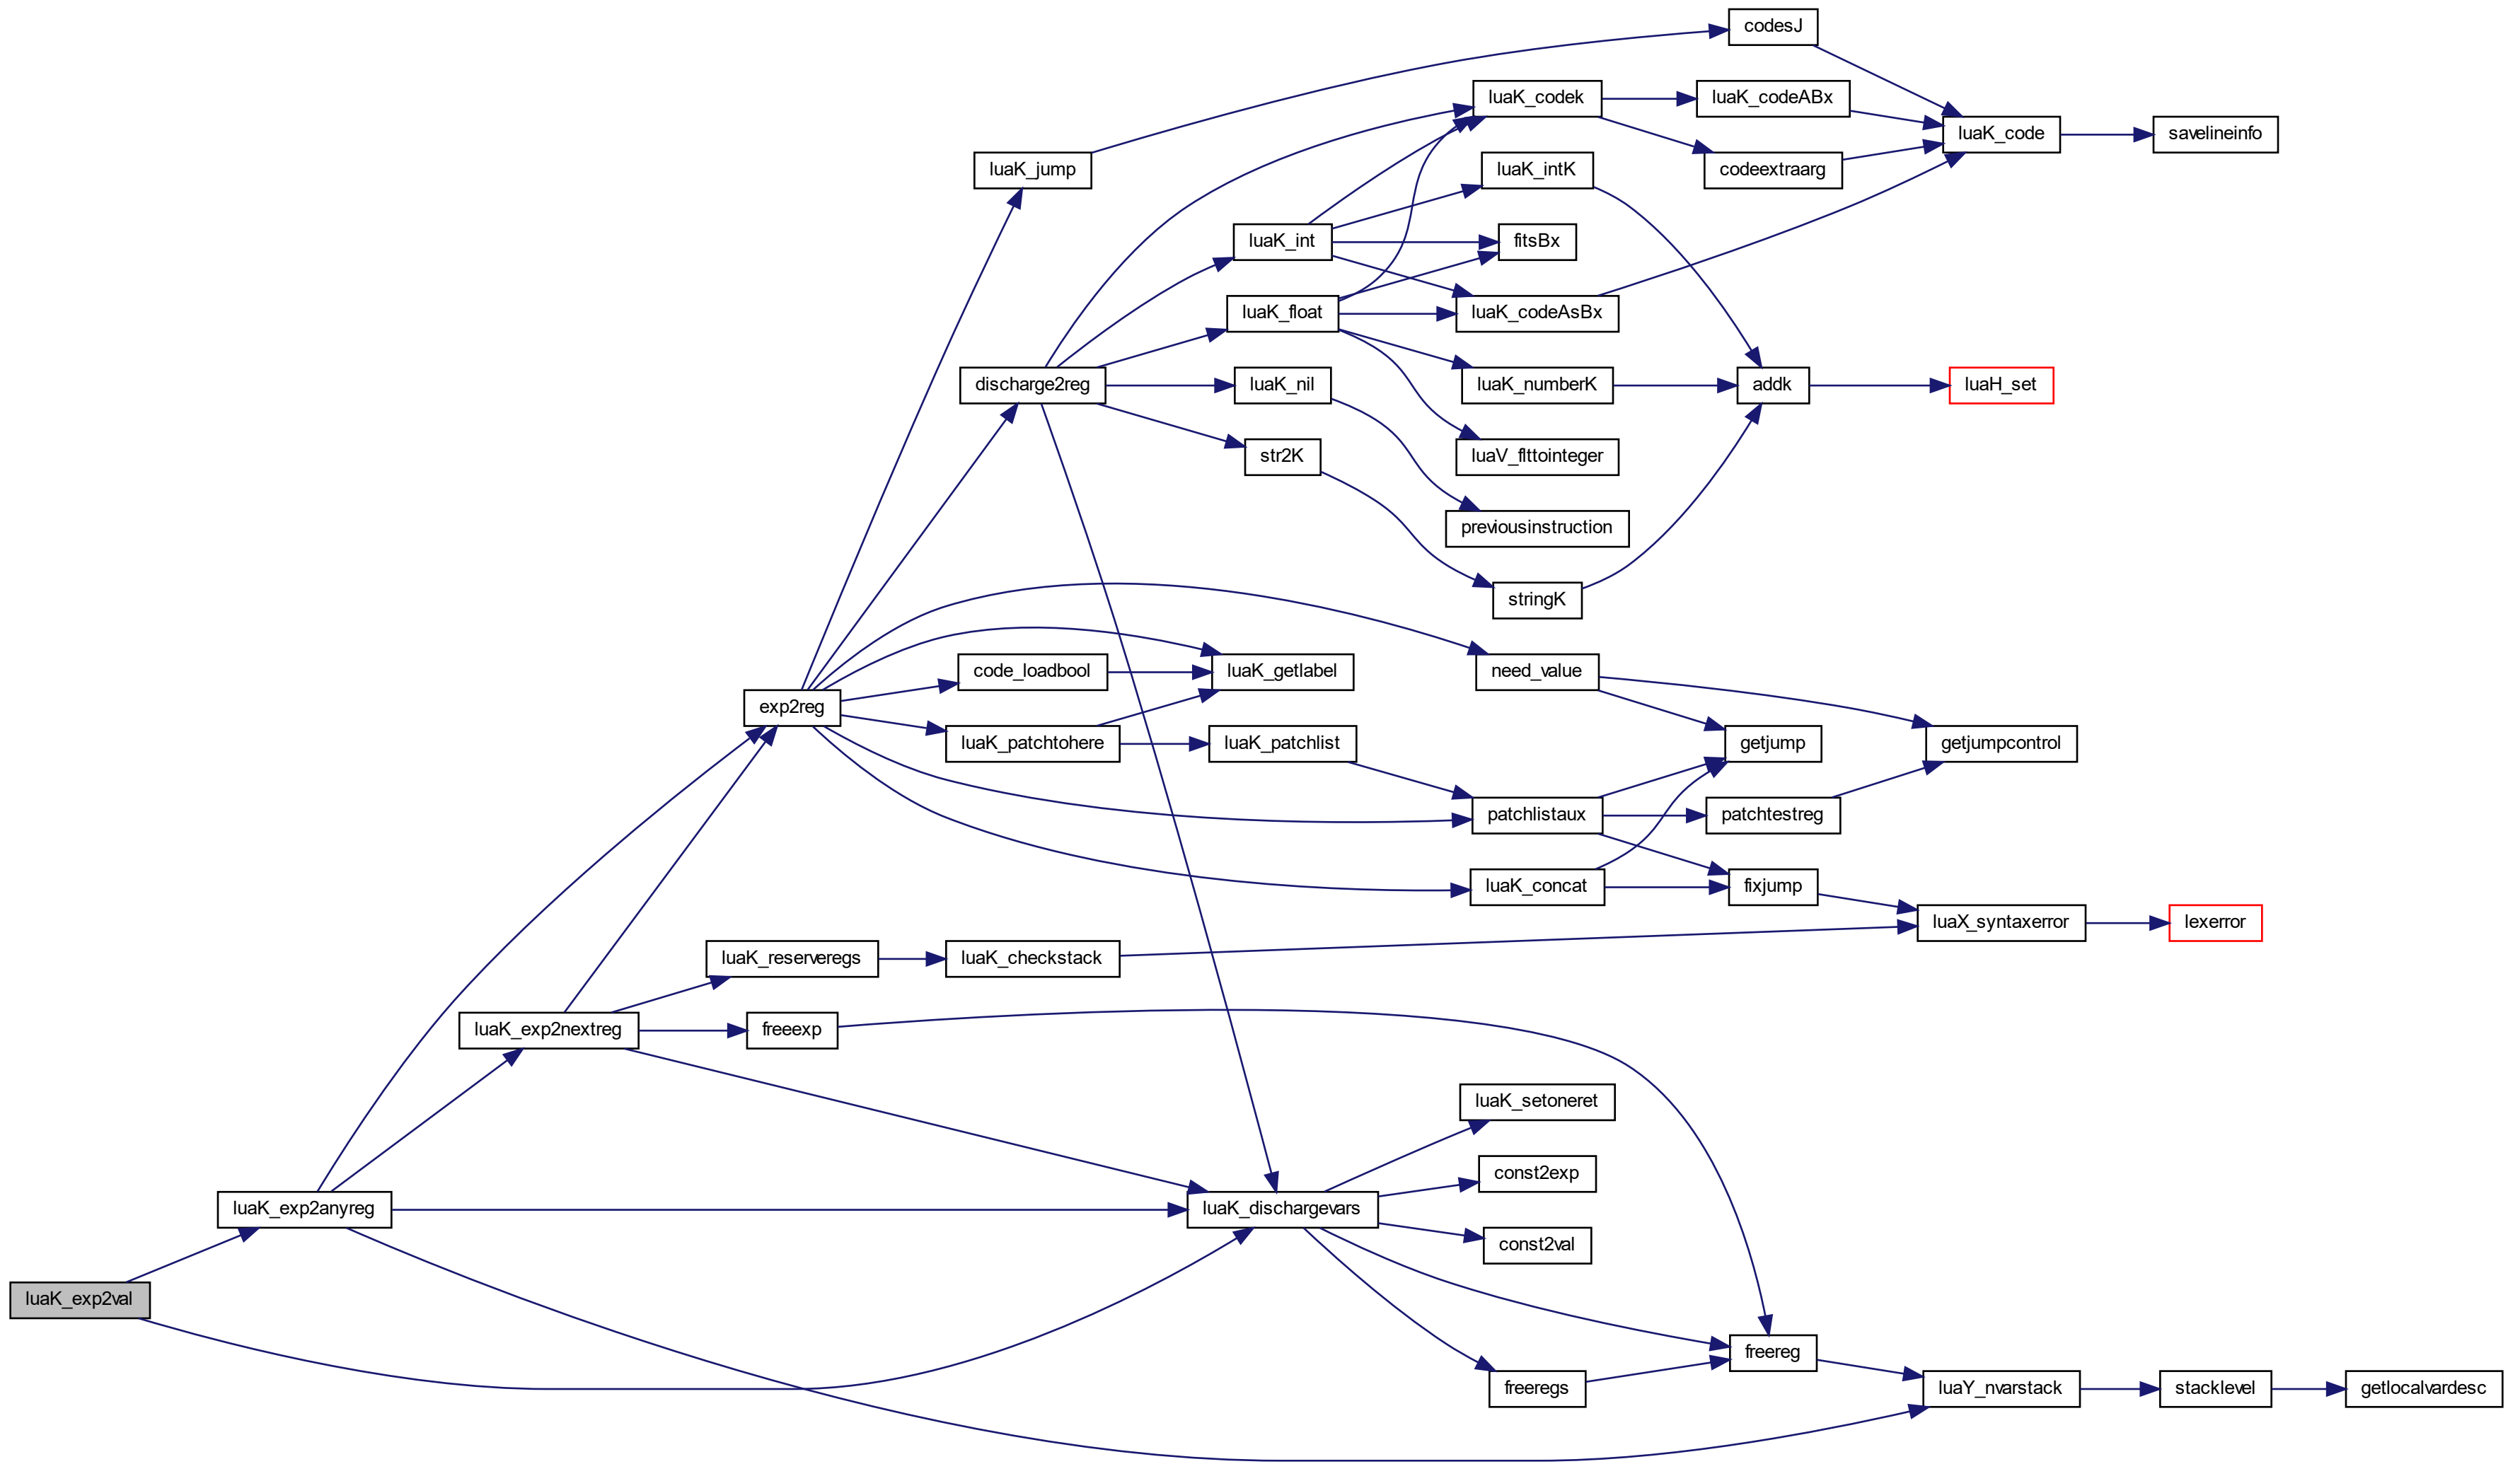 codesJ
luaK_codek
luaK_codeABx
luaK_code
savelineinfo
luaK_jump
luaK_intK
codeextraarg
luaK_int
fitsBx
luaK_float
luaK_codeAsBx
discharge2reg
luaK_nil
luaK_numberK
addk
luaH_set
str2K
luaV_flttointeger
previousinstruction
stringK
code_loadbool
luaK_getlabel
need_value
exp2reg
luaK_patchtohere
luaK_patchlist
getjump
getjumpcontrol
patchlistaux
patchtestreg
luaK_concat
fixjump
luaX_syntaxerror
lexerror
luaK_reserveregs
luaK_checkstack
luaK_exp2nextreg
freeexp
luaK_setoneret
const2exp
luaK_exp2anyreg
luaK_dischargevars
const2val
luaK_exp2val
freereg
freeregs
luaY_nvarstack
stacklevel
getlocalvardesc